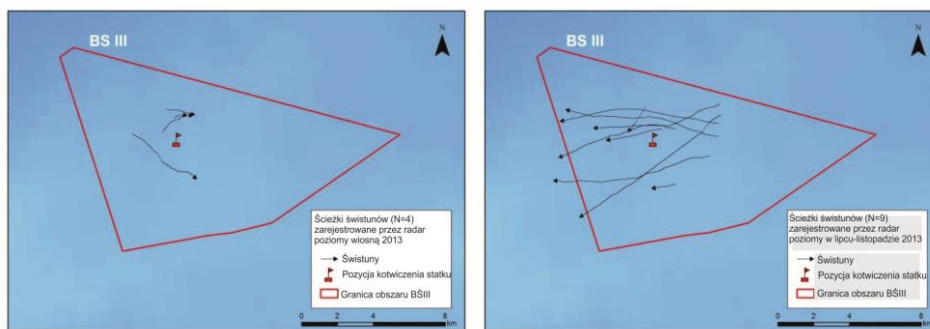 BS III
N
Ścieżki świstunów (N=4)
zarejestrowane przez radar
poziomy wiosną 2013
Świstuny
Pozycja kotwiczenia statku
Granica obszaru BŚIII
0 2 4 8
km
BS III
N
Ścieżki świstunów (N=9)
zarejestrowane przez radar
poziomy w lipcu-listopadzie 2013
Świstuny
Pozycja kotwiczenia statku
Granica obszaru BŚIII
0 2 4 8
km